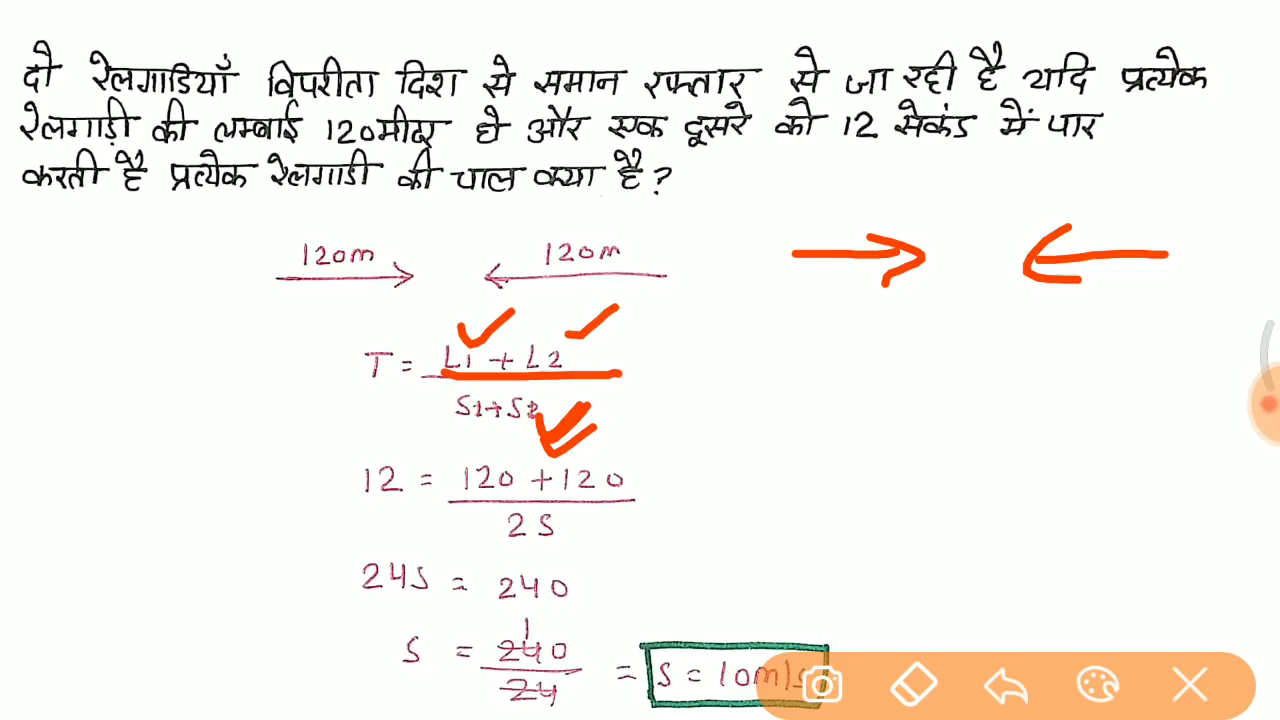 दो रेलगाडियाँ विपरीता दिश से समान रफ्तार से जा रही है यदि प्रत्येक
रेलगाड़ी की लम्बाई 120मीटर हो और एक दूसरे को 12 सेकंड में पार
करती है प्रत्येक रेलगाडी की चाल क्या है?
120m 120m
T = L1 + L2
S1+S2
12 = 120 +120
2S
24S = 240
S = 240 1
24
= S = 10m/s